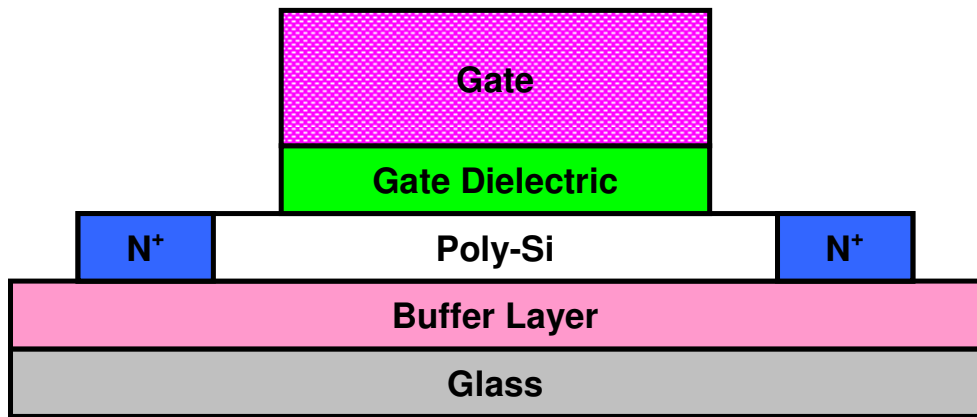 Gate
Gate Dielectric
N⁺ Poly-Si N⁺
Buffer Layer
Glass